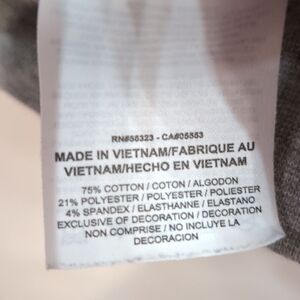 RN#56323 - CA#05553
MADE IN VIETNAM/FABRIQUE AU
VIETNAM/HECHO EN VIETNAM
75% COTTON / COTON / ALGODON
21% POLYESTER / POLYESTER / POLIESTER
4% SPANDEX / ELASTHANNE / ELASTANO
EXCLUSIVE OF DECORATION / DECORATION
NON COMPRISE / NO INCLUYE LA
DECORACION